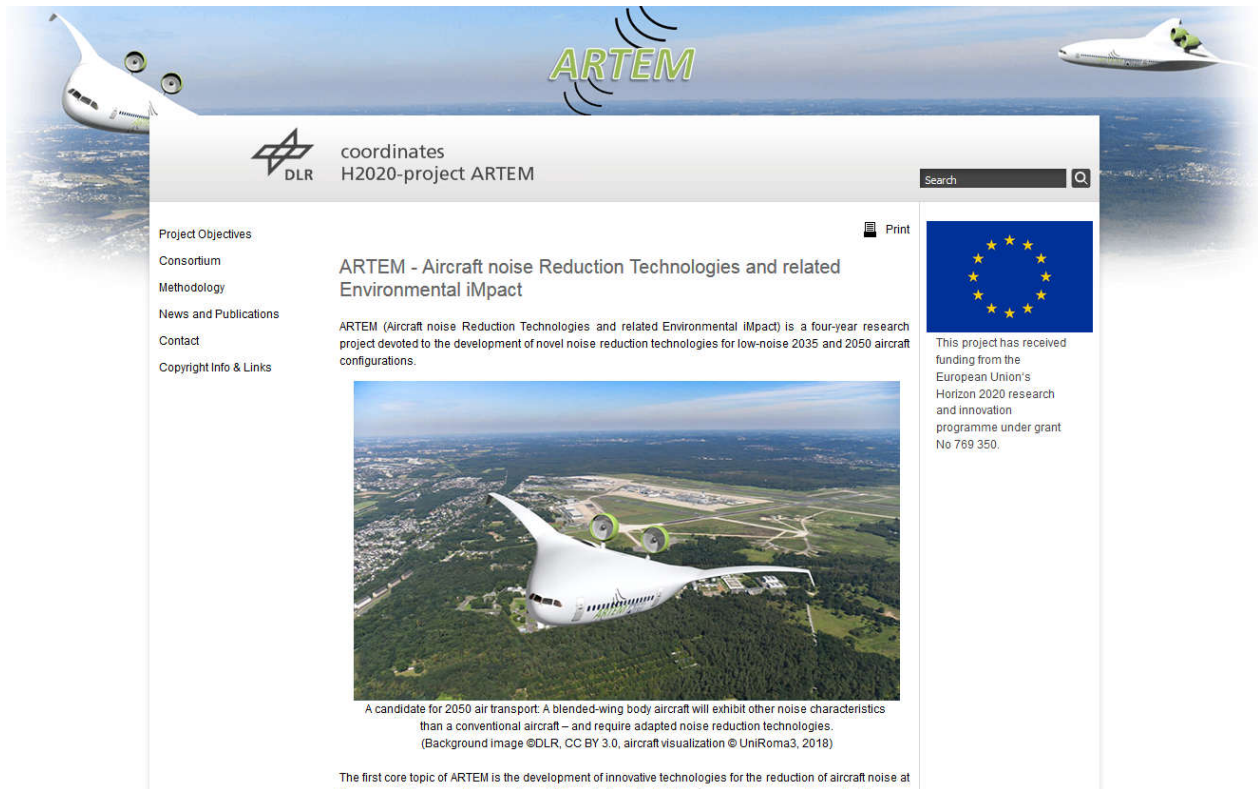 ARTEM
DLR
coordinates
H2020-project ARTEM
Search
Project Objectives
Consortium
Methodology
News and Publications
Contact
Copyright Info & Links
Print
ARTEM - Aircraft noise Reduction Technologies and related
Environmental iMpact
ARTEM (Aircraft noise Reduction Technologies and related Environmental iMpact) is a four-year research
project devoted to the development of novel noise reduction technologies for low-noise 2035 and 2050 aircraft
configurations.
ARTEM
A candidate for 2050 air transport: A blended-wing body aircraft will exhibit other noise characteristics
than a conventional aircraft – and require adapted noise reduction technologies.
(Background image ©DLR, CC BY 3.0, aircraft visualization © UniRoma3, 2018)
The first core topic of ARTEM is the development of innovative technologies for the reduction of aircraft noise at
This project has received
funding from the
European Union's
Horizon 2020 research
and innovation
programme under grant
No 769 350.